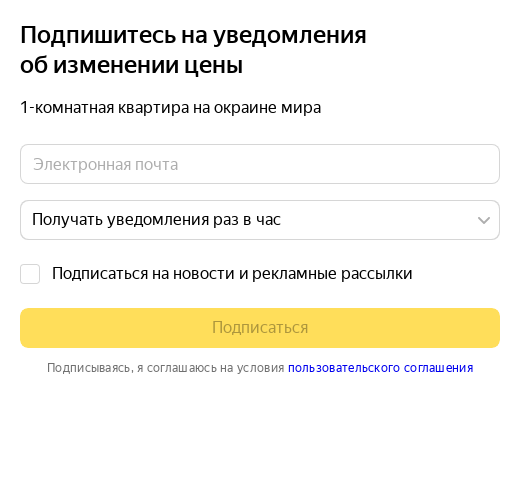 Подпишитесь на уведомления
об изменении цены
1-комнатная квартира на окраине мира
Электронная почта
Получать уведомления раз в час
Подписаться на новости и рекламные рассылки
Подписаться
Подписываясь, я соглашаюсь на условия пользовательского соглашения